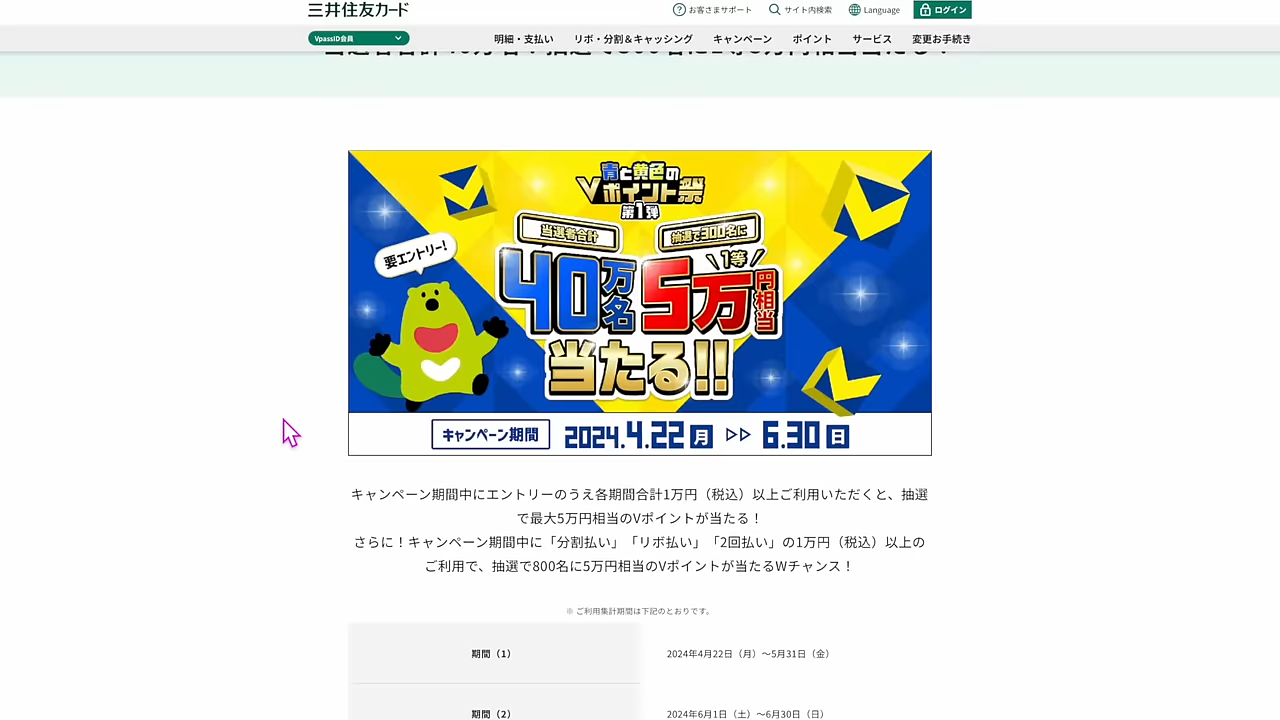 三井住友カード
お客さまサポート
サイト内検索
Language
ログイン
VpassID会員
明細・支払い
リボ・分割＆キャッシング
キャンペーン
ポイント
サービス
変更お手続き
青と黄色の
Vポイント祭
第1弾
当選者合計
40万名
抽選で300名に
1等
5万円相当
当たる!!
要エントリー!
キャンペーン期間
2024.4.22月 ▷▷ 6.30日
キャンペーン期間中にエントリーのうえ各期間合計1万円（税込）以上ご利用いただくと、抽選
で最大5万円相当のVポイントが当たる！
さらに！キャンペーン期間中に「分割払い」「リボ払い」「2回払い」の1万円（税込）以上の
ご利用で、抽選で800名に5万円相当のVポイントが当たるWチャンス！
※ ご利用集計期間は下記のとおりです。
期間（1）
2024年4月22日（月）～5月31日（金）
期間（2）
2024年6月1日（土）～6月30日（日）